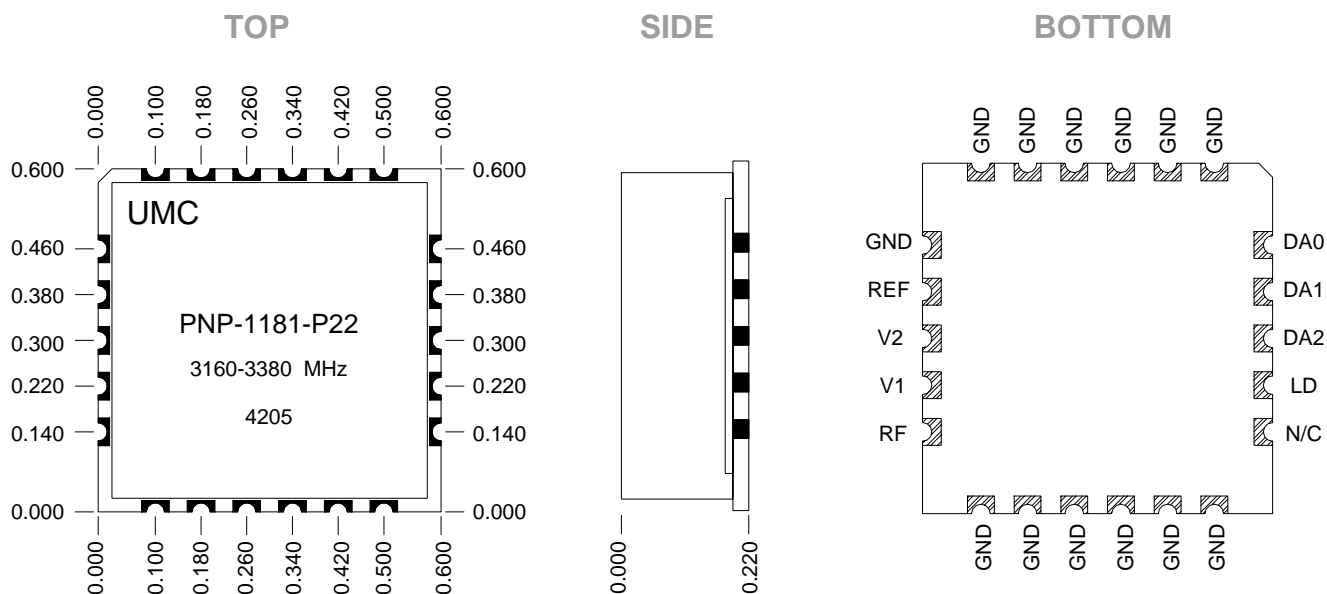 TOP
SIDE
BOTTOM
0.000
0.100
0.180
0.260
0.340
0.420
0.500
0.600
0.600
0.460
0.380
0.300
0.220
0.140
0.000
UMC
PNP-1181-P22
3160-3380 MHz
4205
0.600
0.460
0.380
0.300
0.220
0.140
0.000
0.000
0.100
0.180
0.260
0.340
0.420
0.500
0.600
0.000
0.220
GND
GND
GND
GND
GND
GND
GND
REF
V2
V1
RF
DA0
DA1
DA2
LD
N/C
GND
GND
GND
GND
GND
GND